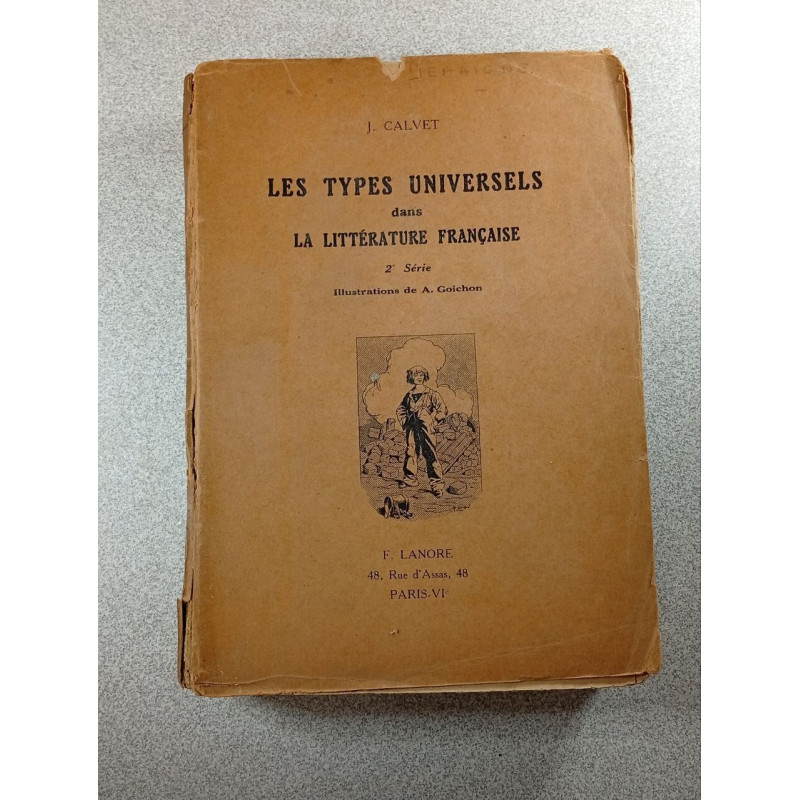 J. CALVET
LES TYPES UNIVERSELS
dans
LA LITTÉRATURE FRANÇAISE
2e Série
Illustrations de A. Goichon
F. LANORE
48, Rue d'Assas, 48
PARIS-VIe